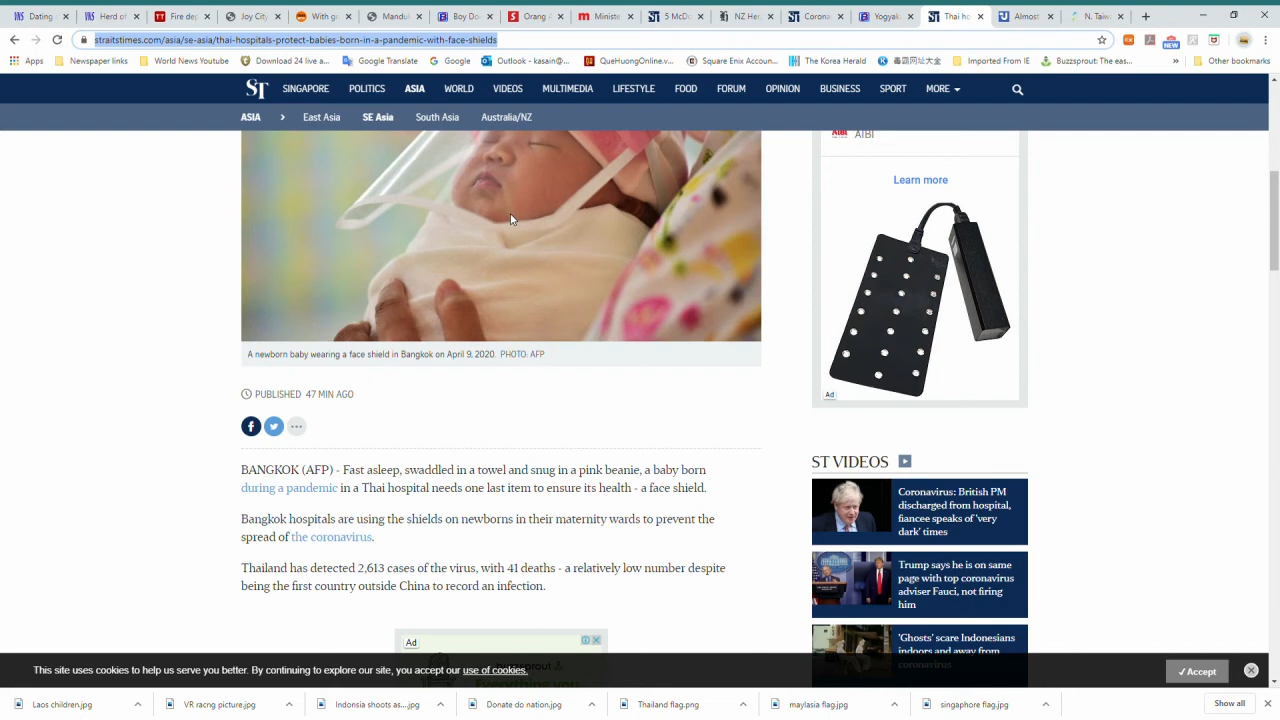 Dating
Herd of
Fire dep
Joy City
With gr
Mandul
Boy Do
Orang A
Ministe
5 McDo
NZ Her
Corona
Yogyak
Thai ho
Almost
N. Taiw
straitstimes.com/asia/se-asia/thai-hospitals-protect-babies-born-in-a-pandemic-with-face-shields
Apps
Newspaper links
World News Youtube
Download 24 live a...
Google Translate
Google
Outlook - kasain@...
QueHuongOnline.v...
Square Enix Accoun...
The Korea Herald
毒霸网址大全
Imported From IE
Buzzsprout: The eas...
»
Other bookmarks
NEW
ST SINGAPORE POLITICS ASIA WORLD VIDEOS MULTIMEDIA LIFESTYLE FOOD FORUM OPINION BUSINESS SPORT MORE
ASIA > East Asia SE Asia South Asia Australia/NZ
AIBI AIBI
Learn more
Ad
A newborn baby wearing a face shield in Bangkok on April 9, 2020. PHOTO: AFP
PUBLISHED 47 MIN AGO
BANGKOK (AFP) - Fast asleep, swaddled in a towel and snug in a pink beanie, a baby born
during a pandemic in a Thai hospital needs one last item to ensure its health - a face shield.
Bangkok hospitals are using the shields on newborns in their maternity wards to prevent the
spread of the coronavirus.
Thailand has detected 2,613 cases of the virus, with 41 deaths - a relatively low number despite
being the first country outside China to record an infection.
Ad
buzzsprout
Everything you
ST VIDEOS
Coronavirus: British PM
discharged from hospital,
fiancee speaks of 'very
dark' times
Trump says he is on same
page with top coronavirus
adviser Fauci, not firing
him
'Ghosts' scare Indonesians
indoors and away from
coronavirus
This site uses cookies to help us serve you better. By continuing to explore our site, you accept our use of cookies.
✓Accept
Laos children.jpg
VR racng picture.jpg
Indonsia shoots as....jpg
Donate do nation.jpg
Thailand flag.png
maylasia flag.jpg
singaphore flag.jpg
Show all